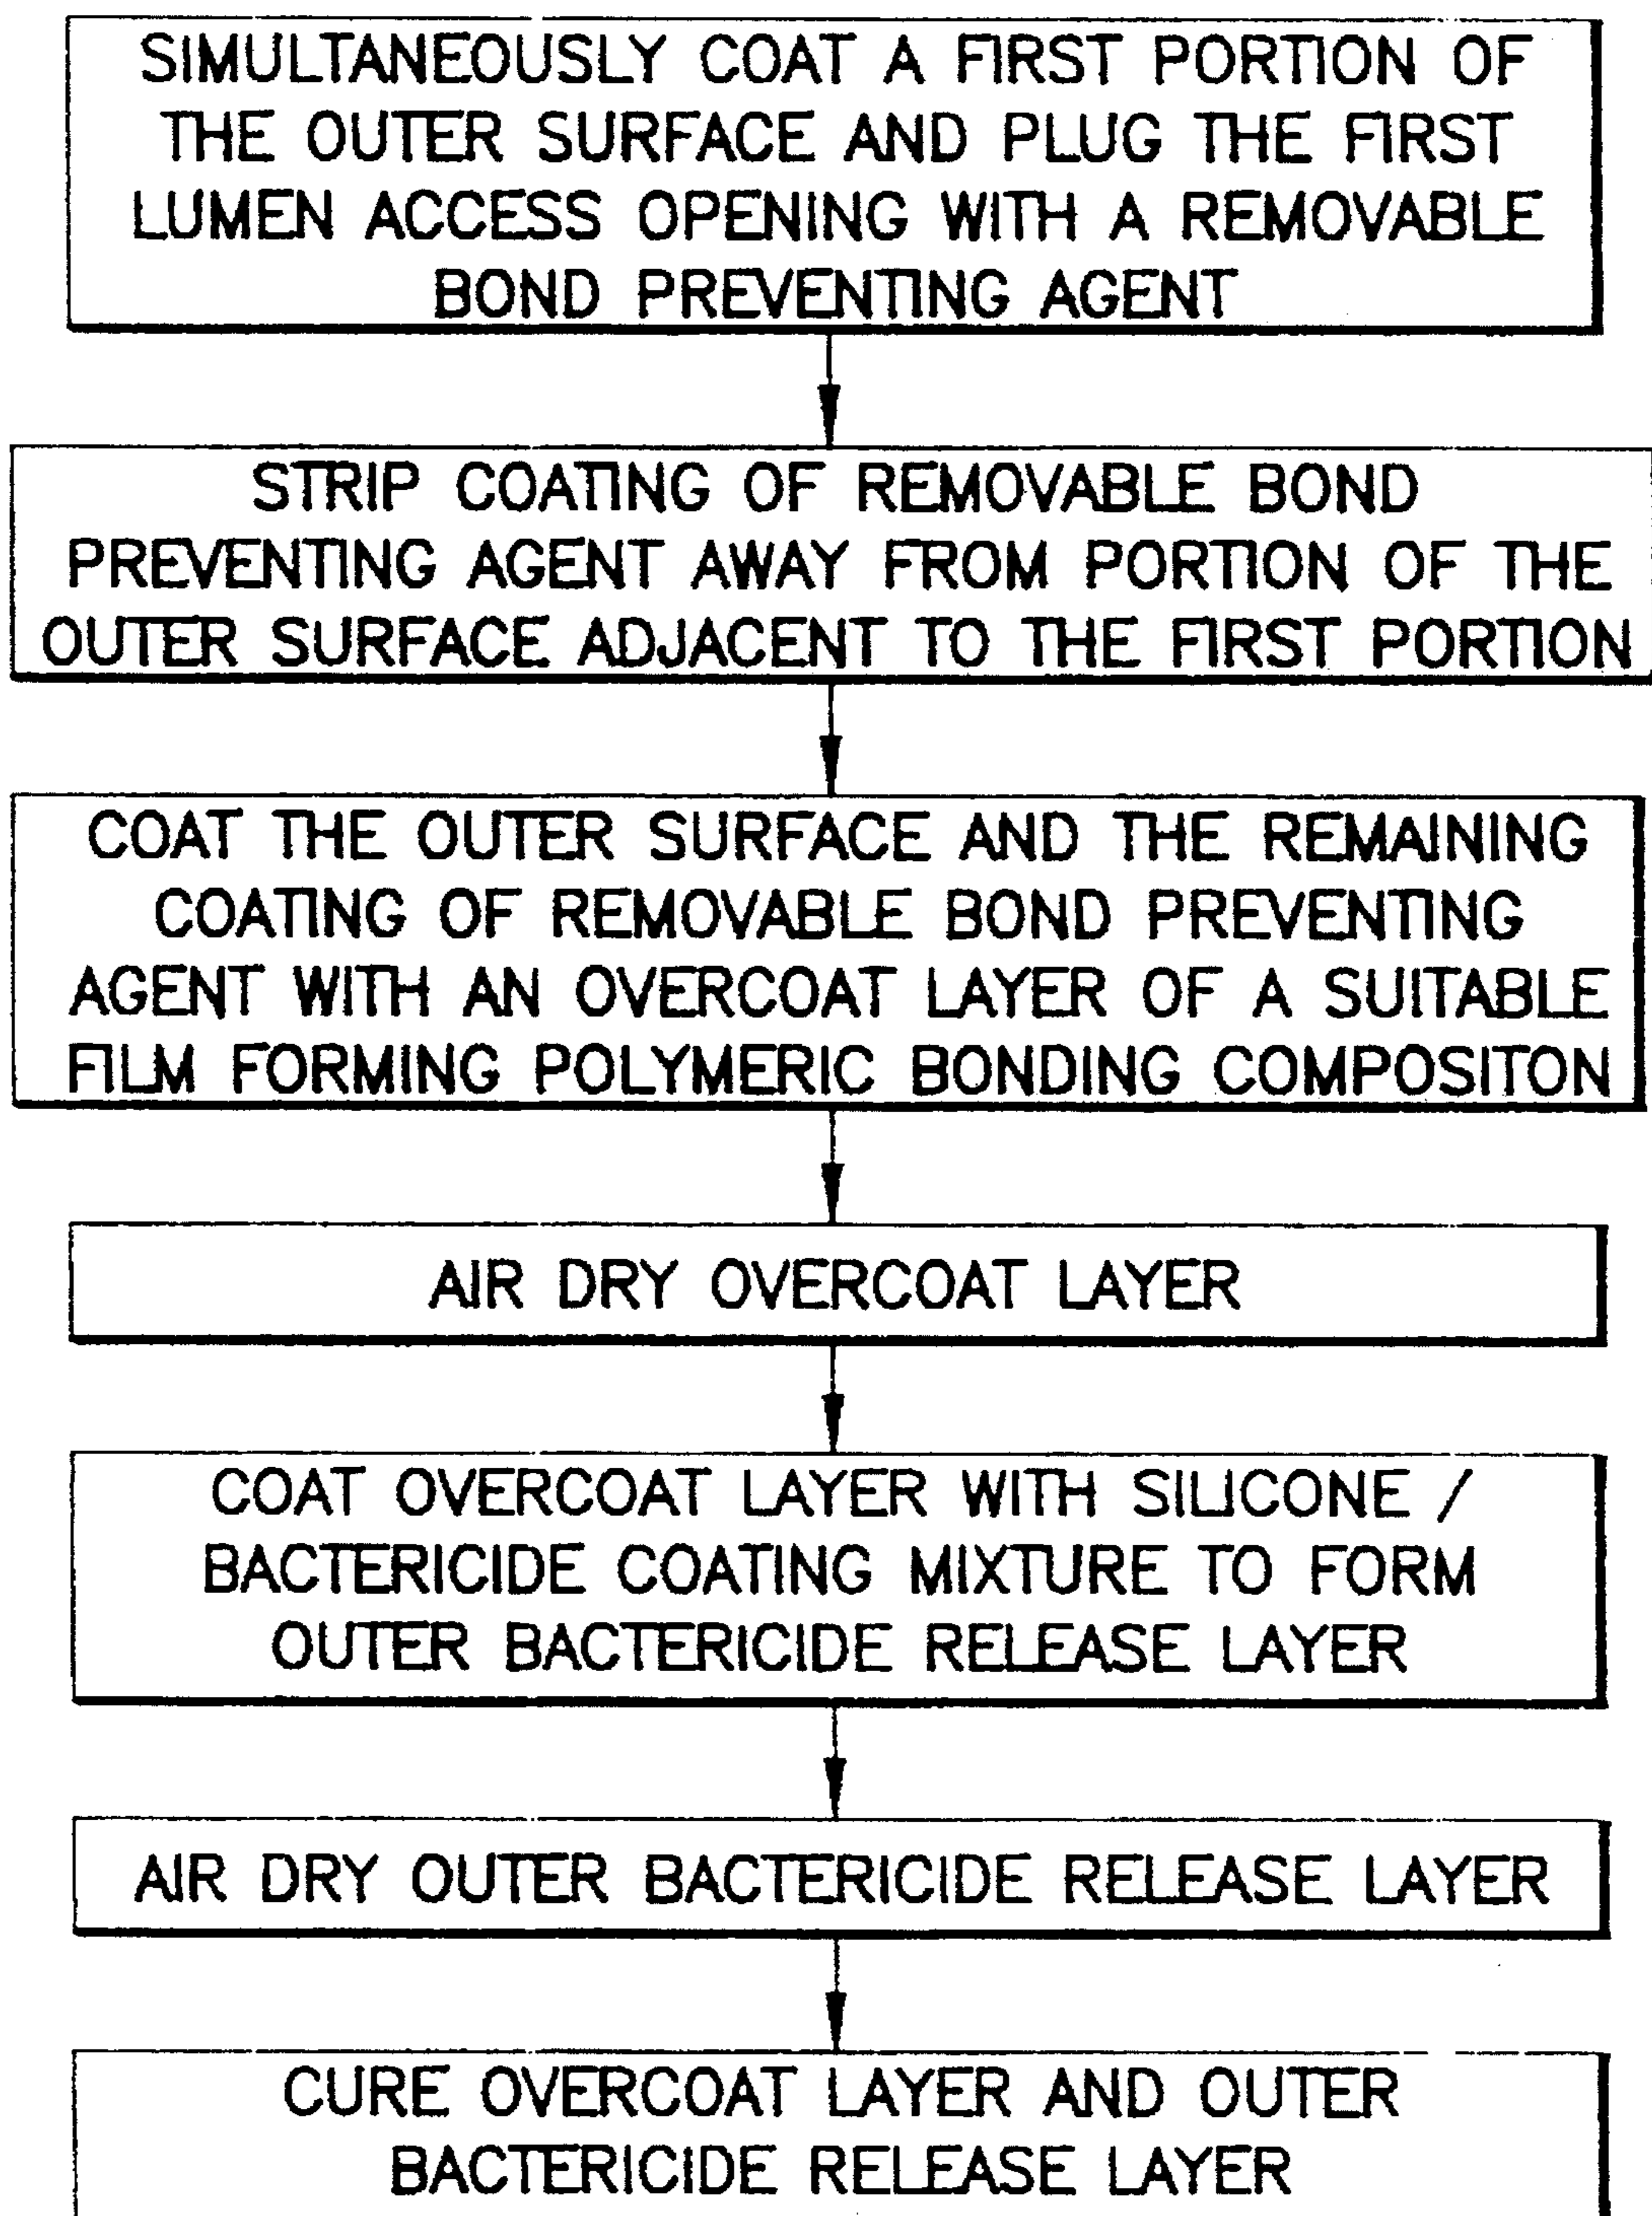 SIMULTANEOUSLY COAT A FIRST PORTION OF
THE OUTER SURFACE AND PLUG THE FIRST
LUMEN ACCESS OPENING WITH A REMOVABLE
BOND PREVENTING AGENT
STRIP COATING OF REMOVABLE BOND
PREVENTING AGENT AWAY FROM PORTION OF THE
OUTER SURFACE ADJACENT TO THE FIRST PORTION
COAT THE OUTER SURFACE AND THE REMAINING
COATING OF REMOVABLE BOND PREVENTING
AGENT WITH AN OVERCOAT LAYER OF A SUITABLE
FILM FORMING POLYMERIC BONDING COMPOSITON
AIR DRY OVERCOAT LAYER
COAT OVERCOAT LAYER WITH SILICONE /
BACTERICIDE COATING MIXTURE TO FORM
OUTER BACTERICIDE RELEASE LAYER
AIR DRY OUTER BACTERICIDE RELEASE LAYER
CURE OVERCOAT LAYER AND OUTER
BACTERICIDE RELEASE LAYER